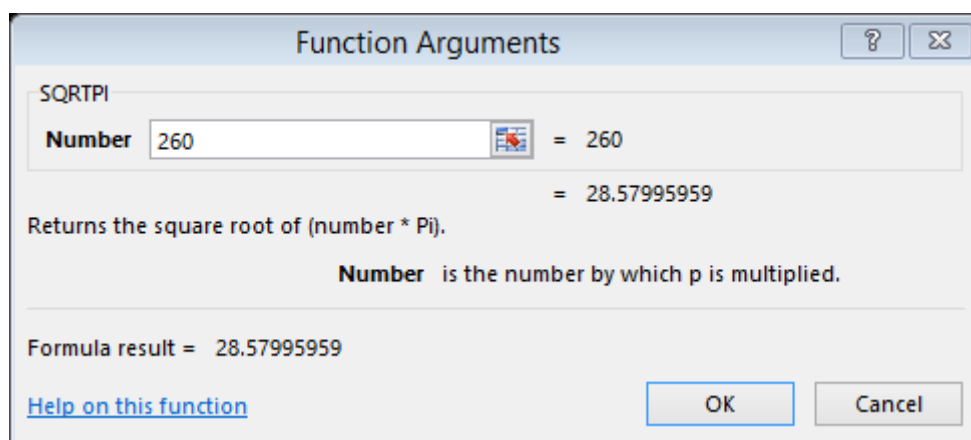 Function Arguments
?
SQRTPI
Number 260 = 260
= 28.57995959
Returns the square root of (number * Pi).
Number is the number by which p is multiplied.
Formula result = 28.57995959
Help on this function
OK Cancel